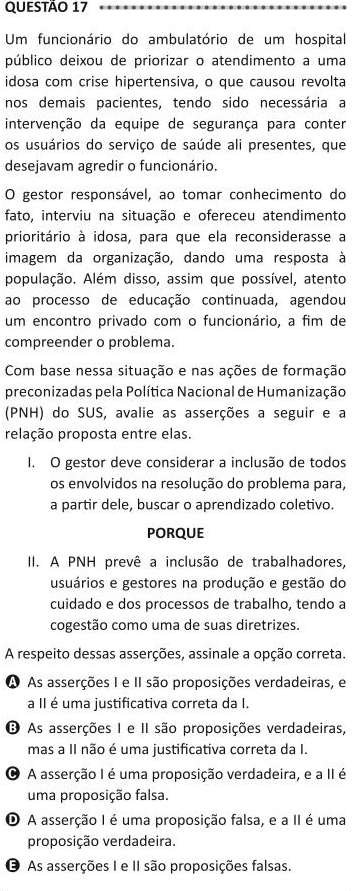 QUESTÃO 17
Um funcionário do ambulatório de um hospital
público deixou de priorizar o atendimento a uma
idosa com crise hipertensiva, o que causou revolta
nos demais pacientes, tendo sido necessária a
intervenção da equipe de segurança para conter
os usuários do serviço de saúde ali presentes, que
desejavam agredir o funcionário.
O gestor responsável, ao tomar conhecimento do
fato, interviu na situação e ofereceu atendimento
prioritário à idosa, para que ela reconsiderasse a
imagem da organização, dando uma resposta à
população. Além disso, assim que possível, atento
ao processo de educação continuada, agendou
um encontro privado com o funcionário, a fim de
compreender o problema.
Com base nessa situação e nas ações de formação
preconizadas pela Política Nacional de Humanização
(PNH) do SUS, avalie as asserções a seguir e a
relação proposta entre elas.
I. O gestor deve considerar a inclusão de todos
os envolvidos na resolução do problema para,
a partir dele, buscar o aprendizado coletivo.
PORQUE
II. A PNH prevê a inclusão de trabalhadores,
usuários e gestores na produção e gestão do
cuidado e dos processos de trabalho, tendo a
cogestão como uma de suas diretrizes.
A respeito dessas asserções, assinale a opção correta.
A As asserções I e II são proposições verdadeiras, e
a II é uma justificativa correta da I.
B As asserções I e II são proposições verdadeiras,
mas a II não é uma justificativa correta da I.
C A asserção I é uma proposição verdadeira, e a II é
uma proposição falsa.
D A asserção I é uma proposição falsa, e a II é uma
proposição verdadeira.
E As asserções I e II são proposições falsas.